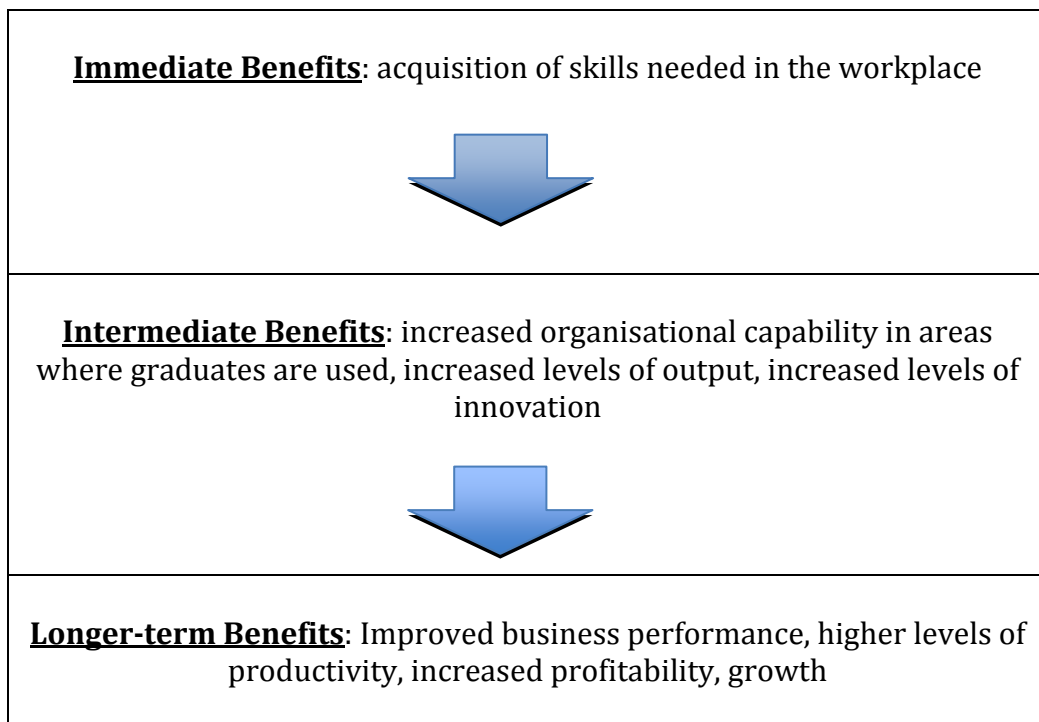 Immediate Benefits: acquisition of skills needed in the workplace
Intermediate Benefits: increased organisational capability in areas
where graduates are used, increased levels of output, increased levels of
innovation
Longer-term Benefits: Improved business performance, higher levels of
productivity, increased profitability, growth